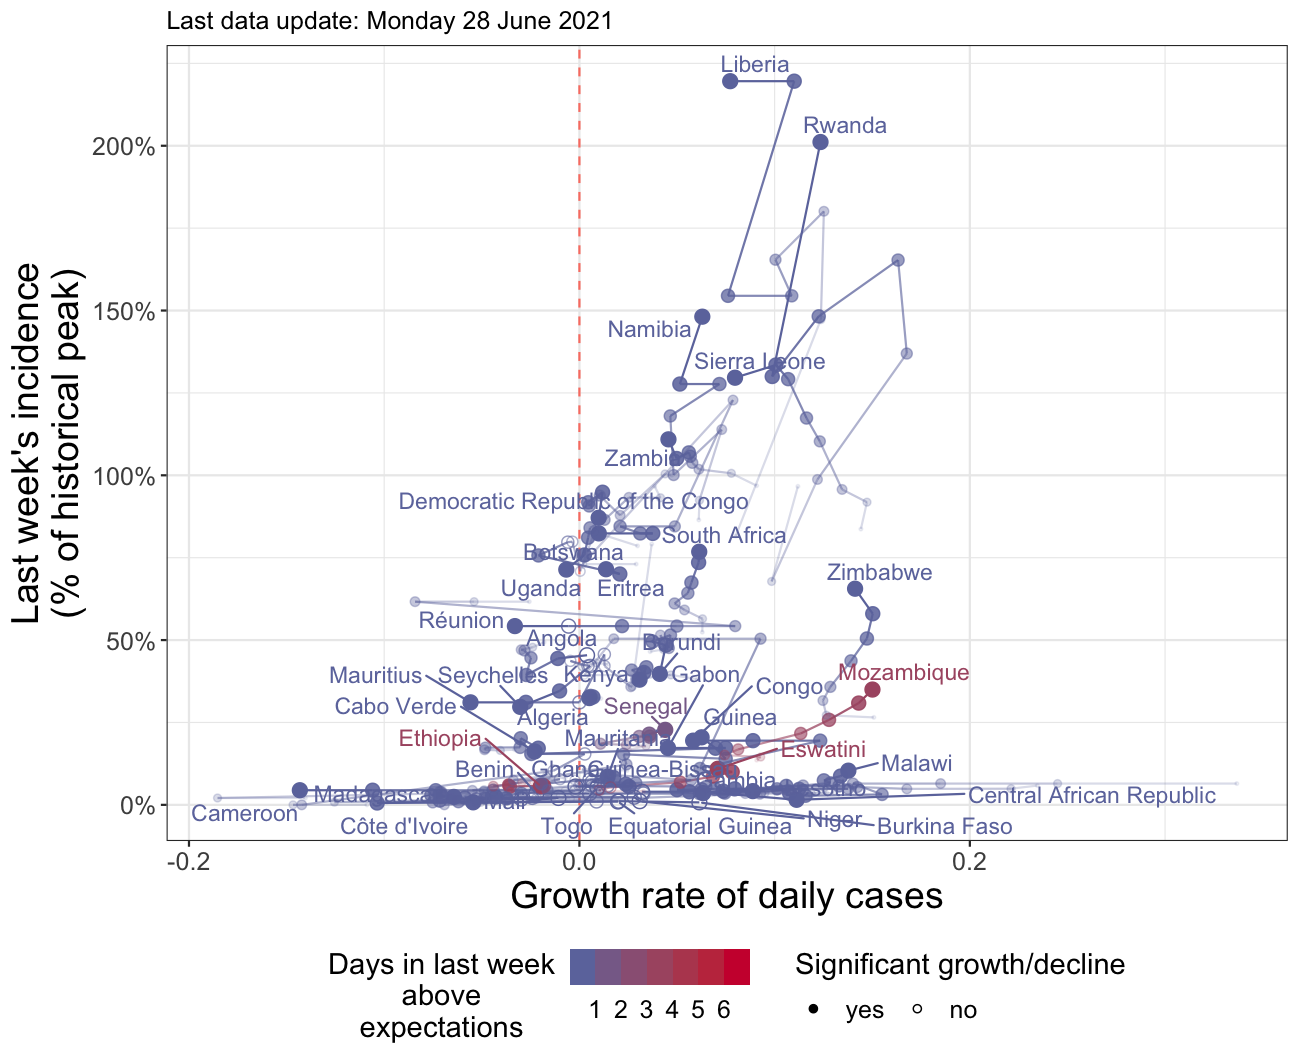 Last data update: Monday 28 June 2021
Last week's incidence
(% of historical peak)
200%
150%
100%
50%
0%
Liberia
Rwanda
Namibia
Sierra Leone
Zambia
Democratic Republic of the Congo
South Africa
Botswana
Uganda
Eritrea
Zimbabwe
Réunion
Angola
Burundi
Mauritius
Seychelles
Kenya
Gabon
Mozambique
Congo
Cabo Verde
Algeria
Senegal
Guinea
Ethiopia
Mauritania
Eswatini
Benin
Ghana
Guinea-Bissau
Malawi
Madagascar
Mali
Central African Republic
Cameroon
Côte d'Ivoire
Togo
Equatorial Guinea
Niger
Burkina Faso
-0.2
0.0
0.2
Growth rate of daily cases
Days in last week
above
expectations
1 2 3 4 5 6
Significant growth/decline
yes
no